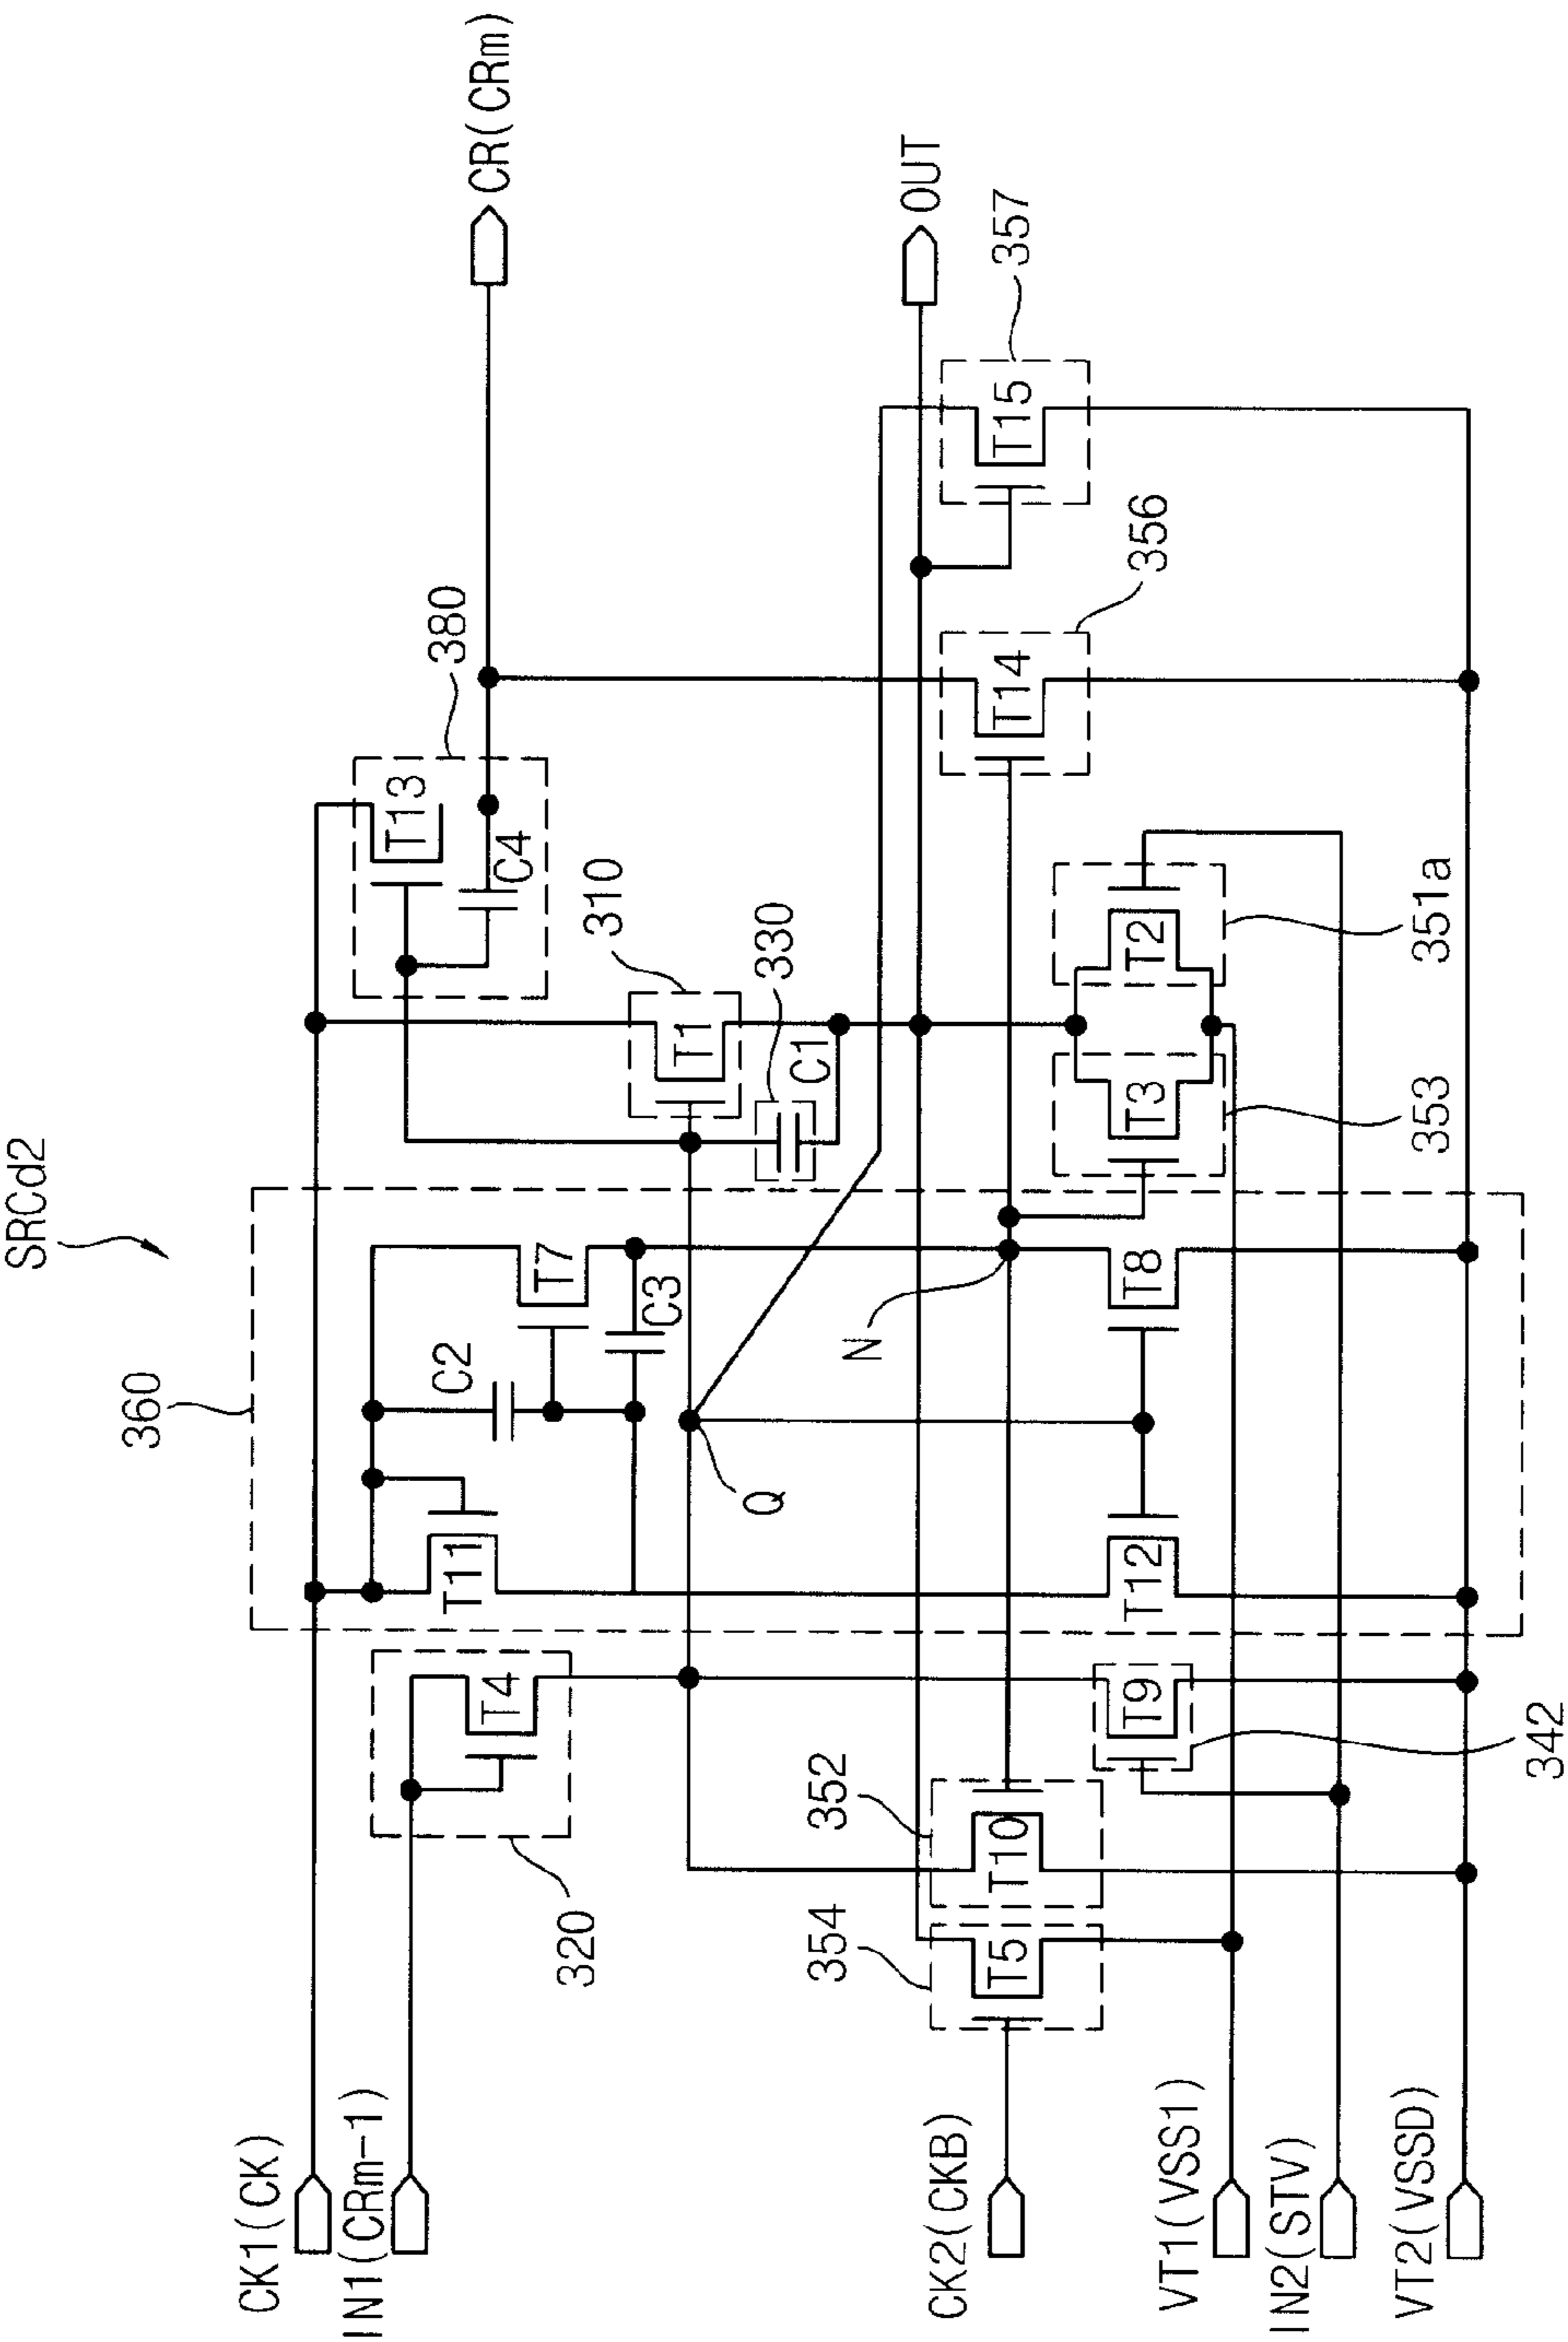 SRCd2
360
380
CR(CRm)
CK1(CK)
IN1(CRm-1)
320
T4
T11
C2
T7
C3
T13
C4
310
T1
330
C1
Q
N
OUT
357
T15
356
T14
354
352
T5
T10
CK2(CKB)
T9
T12
T8
T3
T2
351a
353
342
VT1(VSS1)
IN2(STV)
VT2(VSSD)